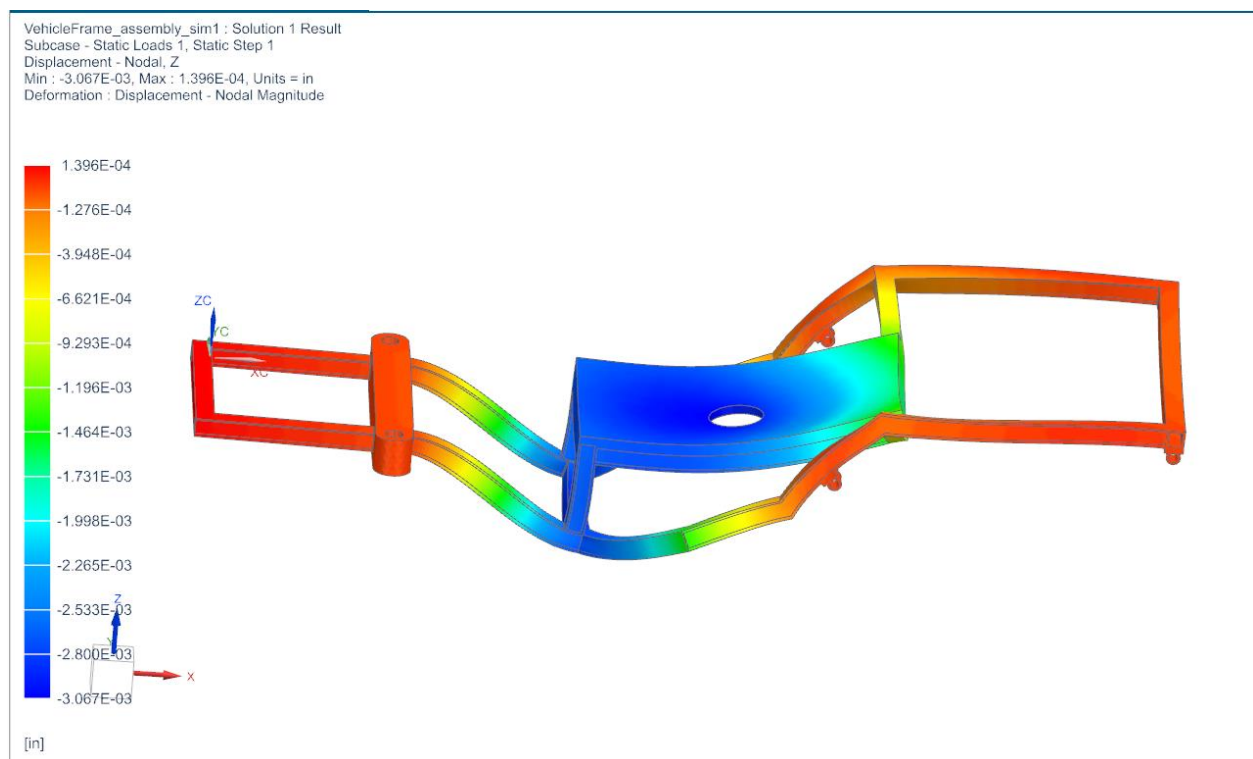 VehicleFrame_assembly_sim1 : Solution 1 Result
Subcase - Static Loads 1, Static Step 1
Displacement - Nodal, Z
Min : -3.067E-03, Max : 1.396E-04, Units = in
Deformation : Displacement - Nodal Magnitude
1.396E-04
-1.276E-04
-3.948E-04
-6.621E-04
-9.293E-04
-1.196E-03
-1.464E-03
-1.731E-03
-1.998E-03
-2.265E-03
-2.533E-03
-2.800E-03
-3.067E-03
[in]
ZC
YC
XC
Z
Y
X